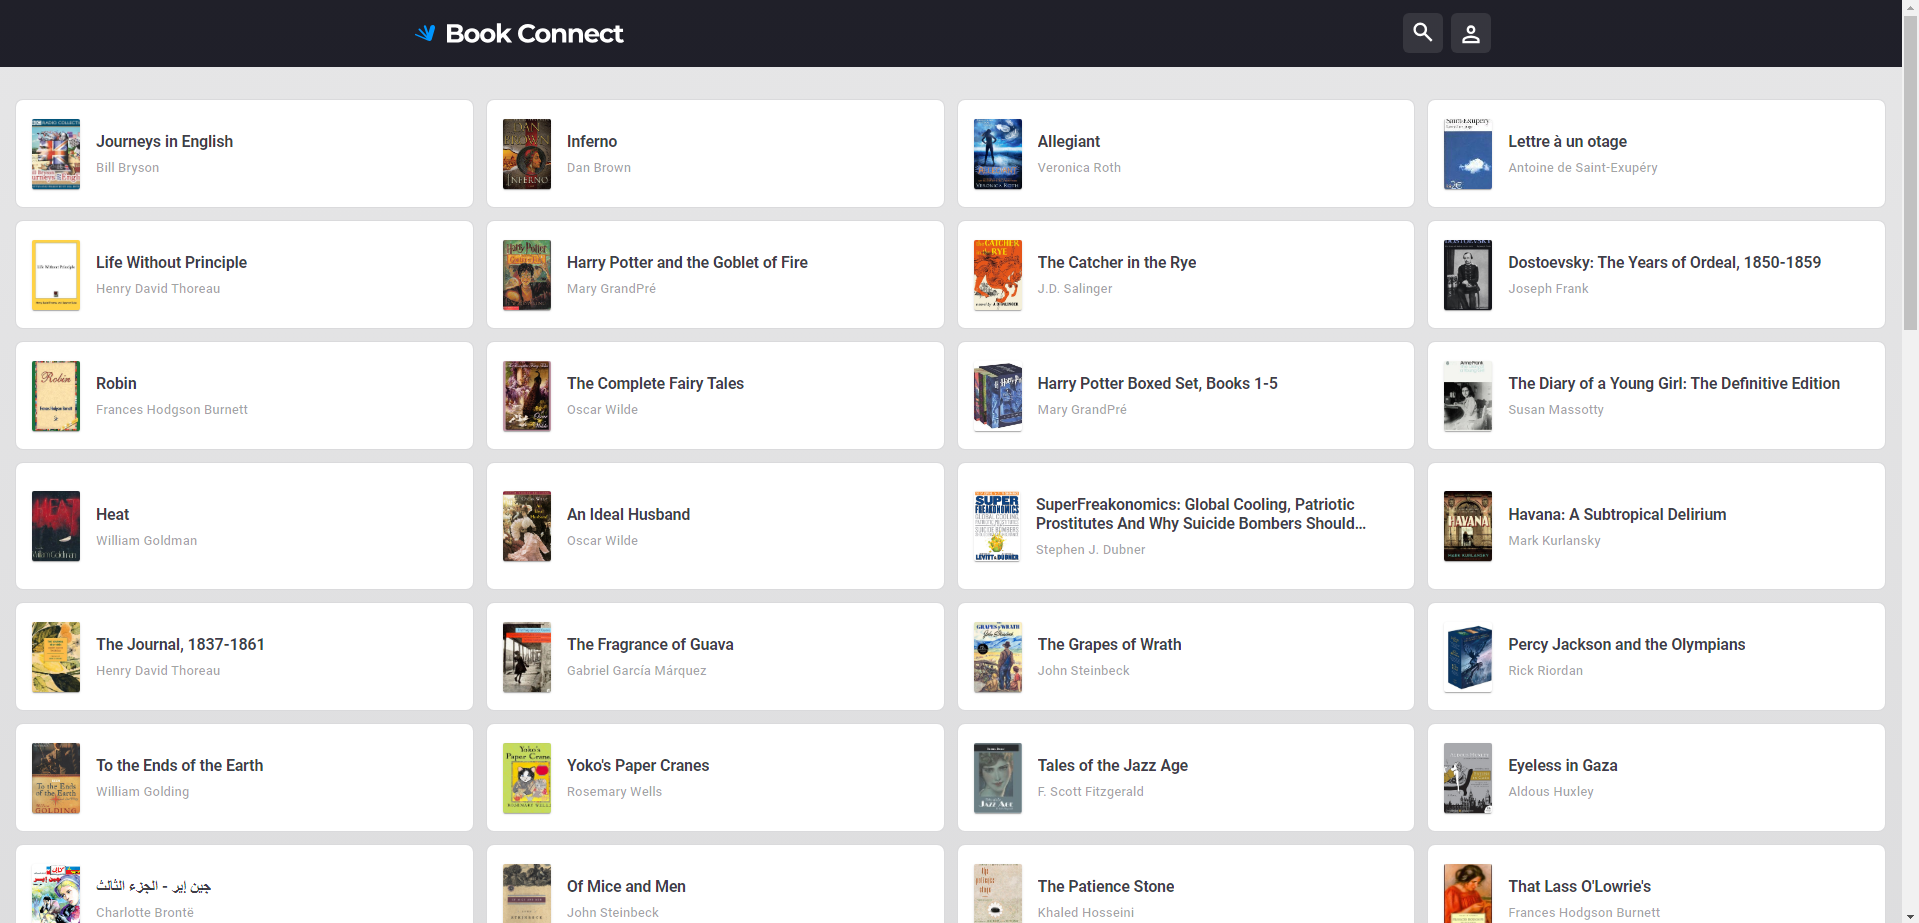 Book Connect
Journeys in English
Bill Bryson
Inferno
Dan Brown
Allegiant
Veronica Roth
Lettre à un otage
Antoine de Saint-Exupéry
Life Without Principle
Henry David Thoreau
Harry Potter and the Goblet of Fire
Mary GrandPré
The Catcher in the Rye
J.D. Salinger
Dostoevsky: The Years of Ordeal, 1850-1859
Joseph Frank
Robin
Frances Hodgson Burnett
The Complete Fairy Tales
Oscar Wilde
Harry Potter Boxed Set, Books 1-5
Mary GrandPré
The Diary of a Young Girl: The Definitive Edition
Susan Massotty
Heat
William Goldman
An Ideal Husband
Oscar Wilde
SuperFreakonomics: Global Cooling, Patriotic
Prostitutes And Why Suicide Bombers Should...
Stephen J. Dubner
Havana: A Subtropical Delirium
Mark Kurlansky
The Journal, 1837-1861
Henry David Thoreau
The Fragrance of Guava
Gabriel García Márquez
The Grapes of Wrath
John Steinbeck
Percy Jackson and the Olympians
Rick Riordan
To the Ends of the Earth
William Golding
Yoko's Paper Cranes
Rosemary Wells
Tales of the Jazz Age
F. Scott Fitzgerald
Eyeless in Gaza
Aldous Huxley
جين إير - الجزء الثالث
Charlotte Brontë
Of Mice and Men
John Steinbeck
The Patience Stone
Khaled Hosseini
That Lass O'Lowrie's
Frances Hodgson Burnett